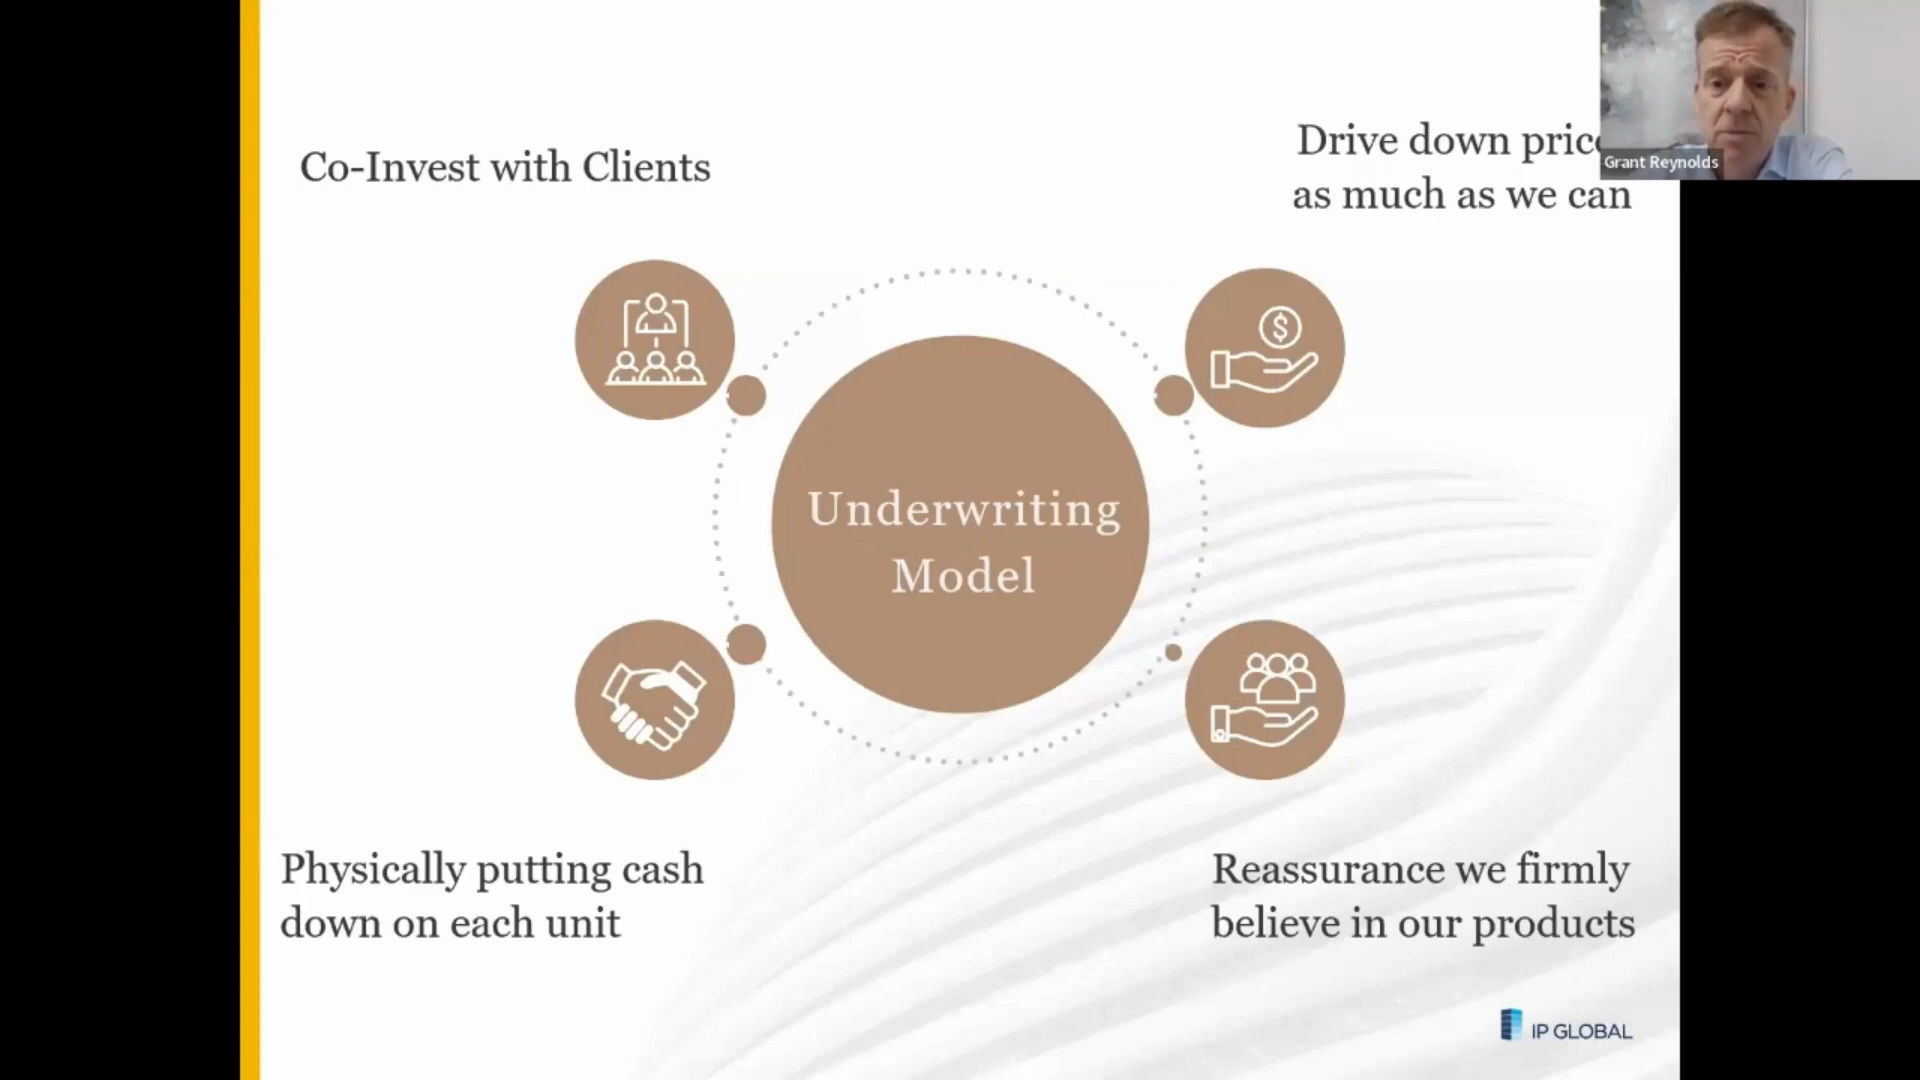 Co-Invest with Clients
Drive down
as much as we can
Grant Reynolds
$
Underwriting
Model
Physically putting cash
down on each unit
Reassurance we firmly
believe in our products
IP GLOBAL